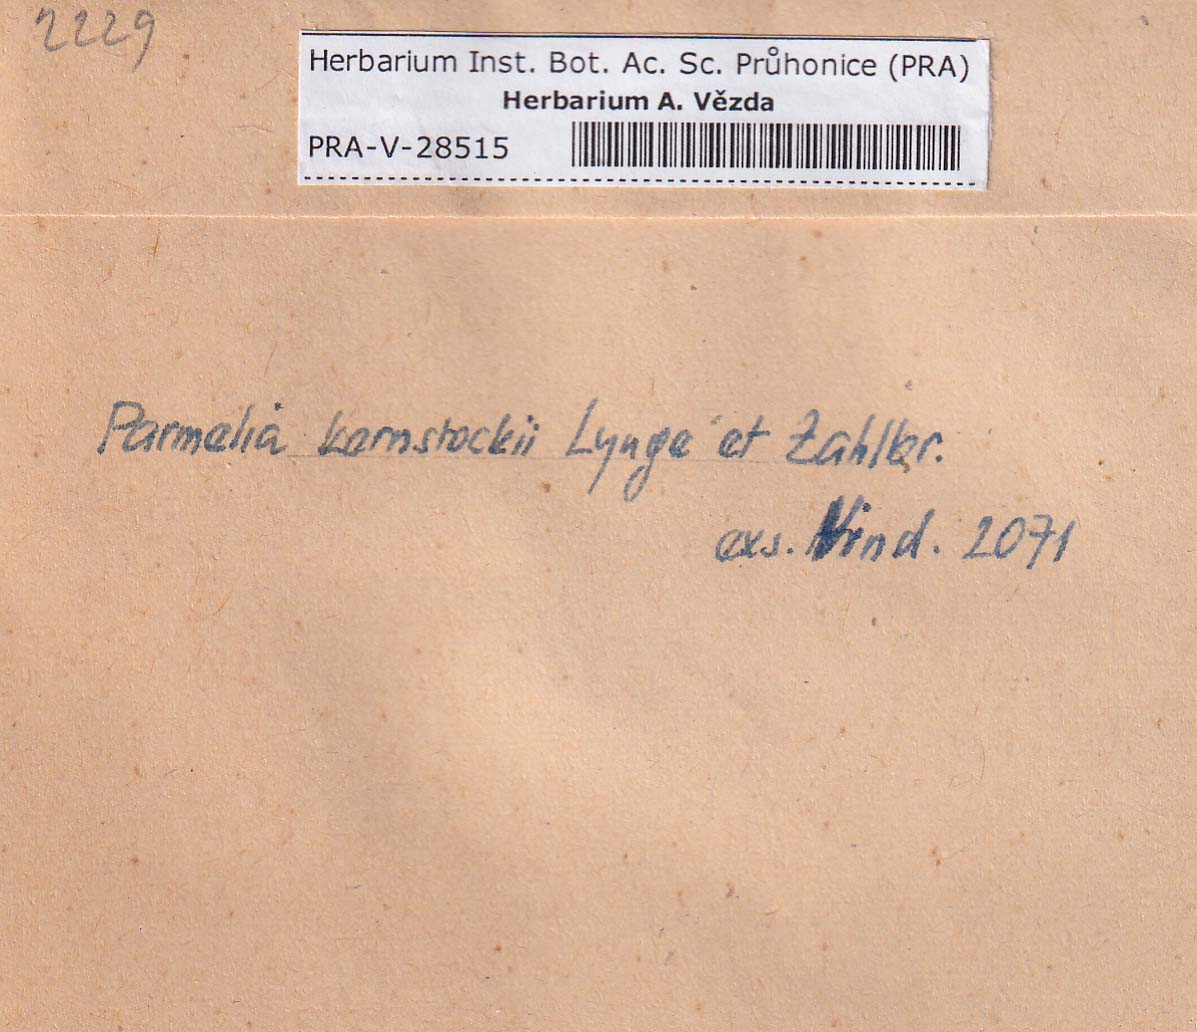 2229
Herbarium Inst. Bot. Ac. Sc. Průhonice (PRA)
Herbarium A. Vězda
PRA-V-28515
Parmelia kernstockii Lynge et Zahlbr.
exs. Vind. 2071